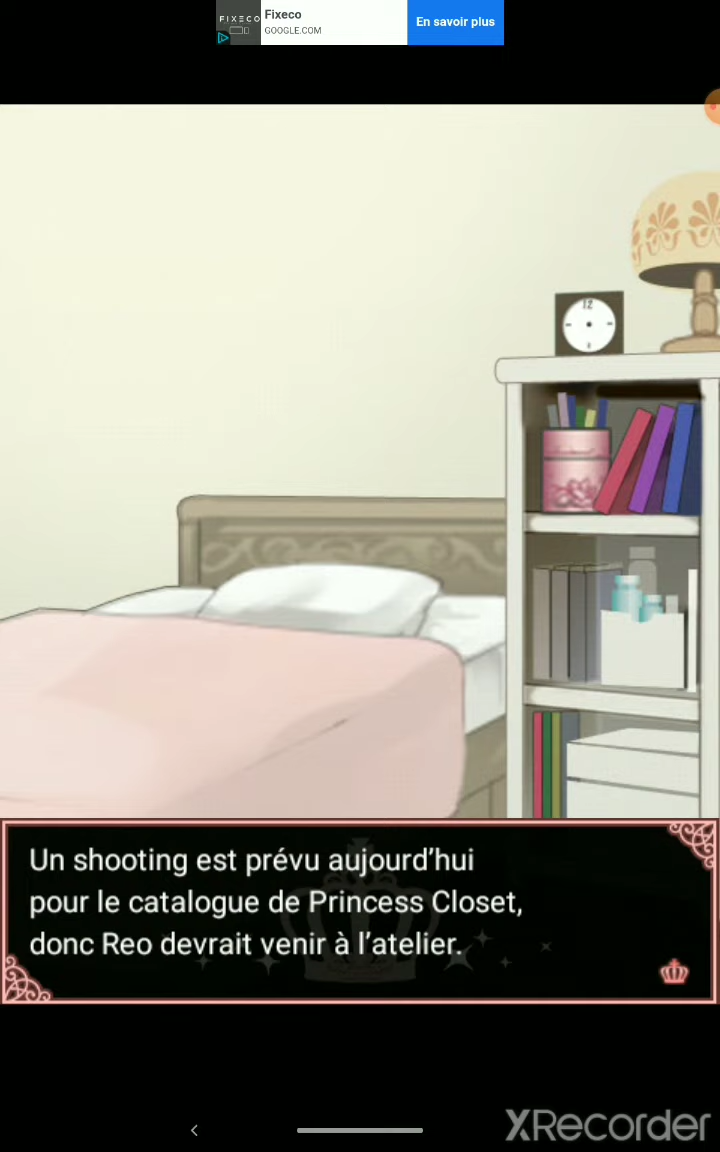 FIXECO
Fixeco
GOOGLE.COM
En savoir plus
12
Un shooting est prévu aujourd'hui
pour le catalogue de Princess Closet,
donc Reo devrait venir à l'atelier.
XRecorder